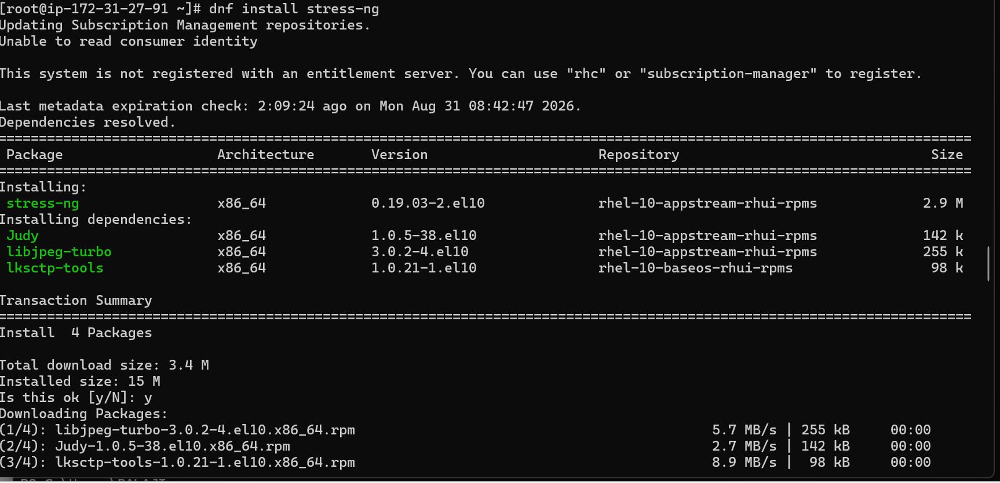 [root@ip-172-31-27-91 ~]# dnf install stress-ng
Updating Subscription Management repositories.
Unable to read consumer identity

This system is not registered with an entitlement server. You can use "rhc" or "subscription-manager" to register.

Last metadata expiration check: 2:09:24 ago on Mon Aug 31 08:42:47 2026.
Dependencies resolved.
========================================================================================================================
 Package                   Architecture       Version                     Repository                               Size
========================================================================================================================
Installing:
 stress-ng                 x86_64             0.19.03-2.el10              rhel-10-appstream-rhui-rpms             2.9 M
Installing dependencies:
 Judy                      x86_64             1.0.5-38.el10               rhel-10-appstream-rhui-rpms             142 k
 libjpeg-turbo             x86_64             3.0.2-4.el10                rhel-10-appstream-rhui-rpms             255 k
 lksctp-tools              x86_64             1.0.21-1.el10               rhel-10-baseos-rhui-rpms                 98 k

Transaction Summary
========================================================================================================================
Install  4 Packages

Total download size: 3.4 M
Installed size: 15 M
Is this ok [y/N]: y
Downloading Packages:
(1/4): libjpeg-turbo-3.0.2-4.el10.x86_64.rpm                                            5.7 MB/s | 255 kB     00:00
(2/4): Judy-1.0.5-38.el10.x86_64.rpm                                                    2.7 MB/s | 142 kB     00:00
(3/4): lksctp-tools-1.0.21-1.el10.x86_64.rpm                                            8.9 MB/s |  98 kB     00:00